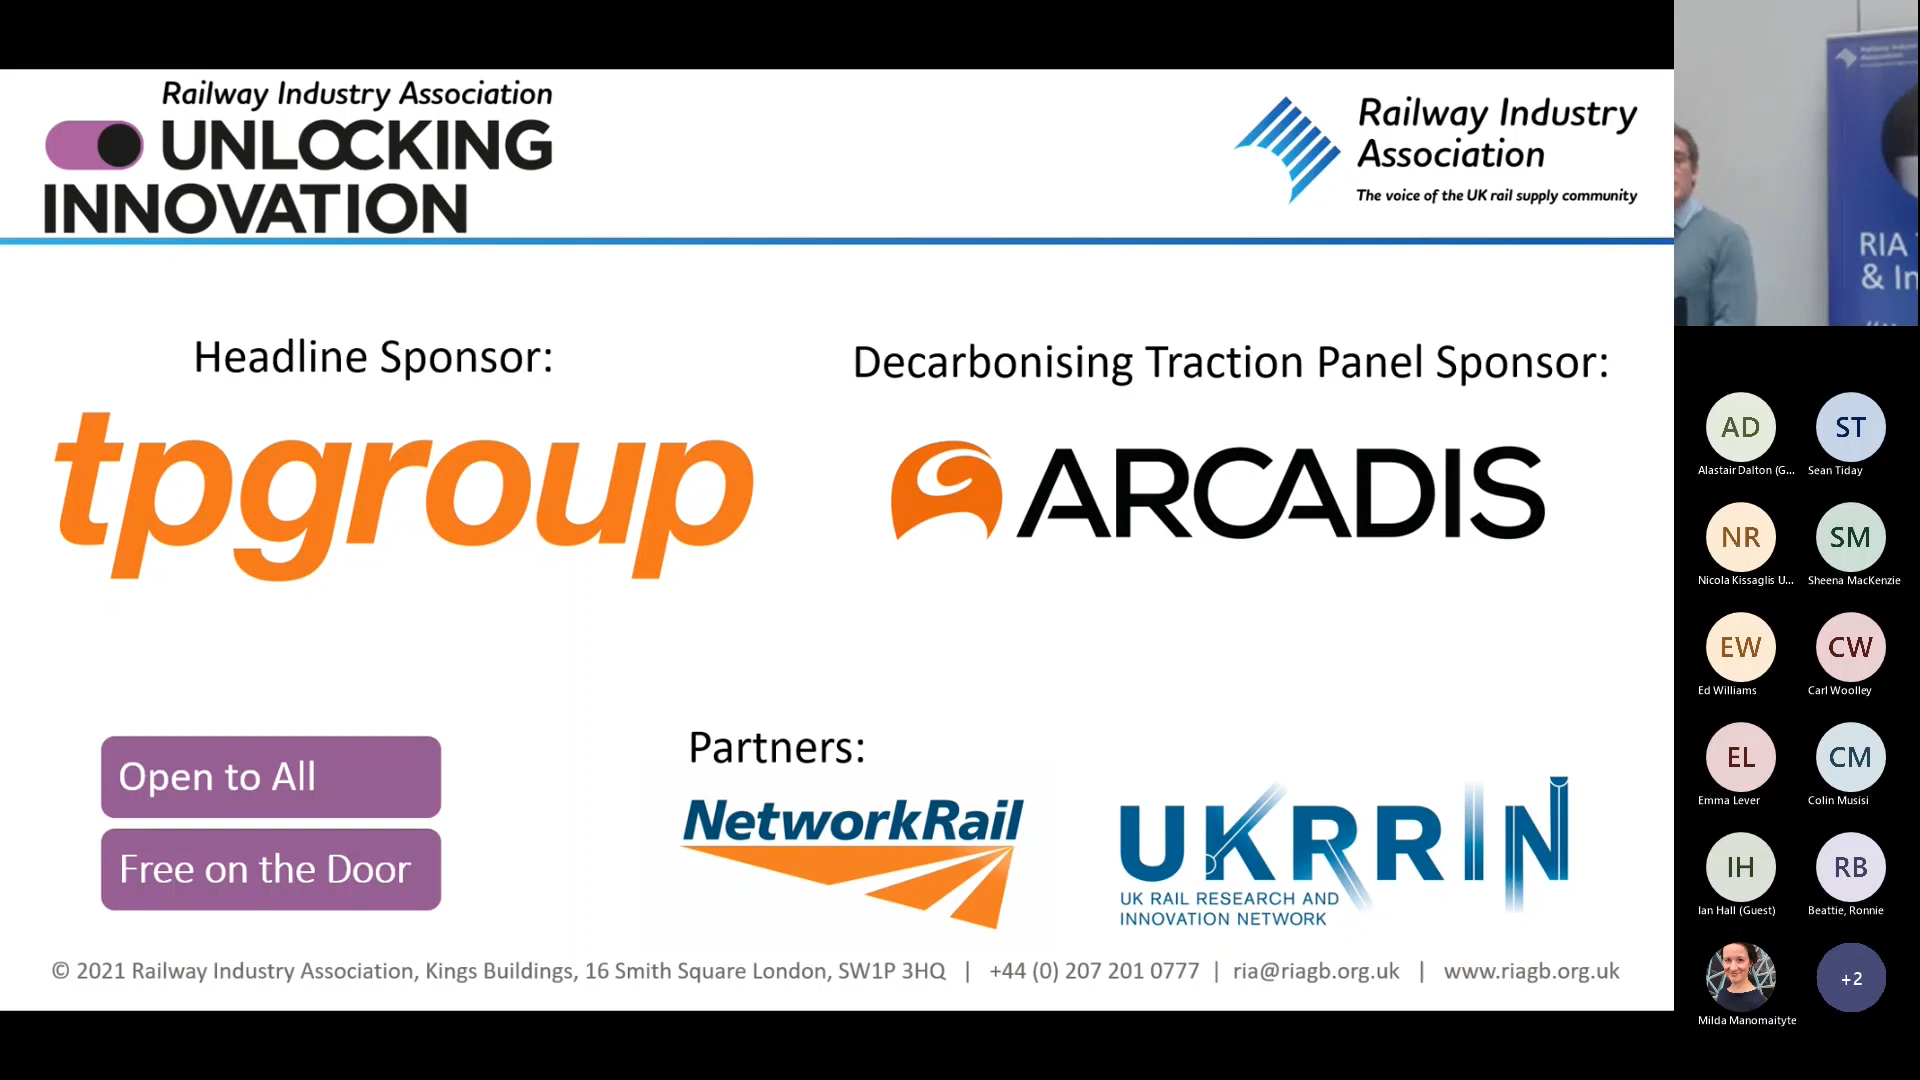 Railway Industry Association
UNLOCKING
INNOVATION
Railway Industry
Association
The voice of the UK rail supply community
Headline Sponsor:
tpgroup
Decarbonising Traction Panel Sponsor:
ARCADIS
Open to All
Free on the Door
Partners:
NetworkRail
UKRRIN
UK RAIL RESEARCH AND
INNOVATION NETWORK
© 2021 Railway Industry Association, Kings Buildings, 16 Smith Square London, SW1P 3HQ | +44 (0) 207 201 0777 | ria@riagb.org.uk | www.riagb.org.uk
RIA
& In
AD
Alastair Dalton (G...
ST
Sean Tiday
NR
Nicola Kissaglis U...
SM
Sheena MacKenzie
EW
Ed Williams
CW
Carl Woolley
EL
Emma Lever
CM
Colin Musisi
IH
Ian Hall (Guest)
RB
Beattie, Ronnie
Milda Manomaityte
+2